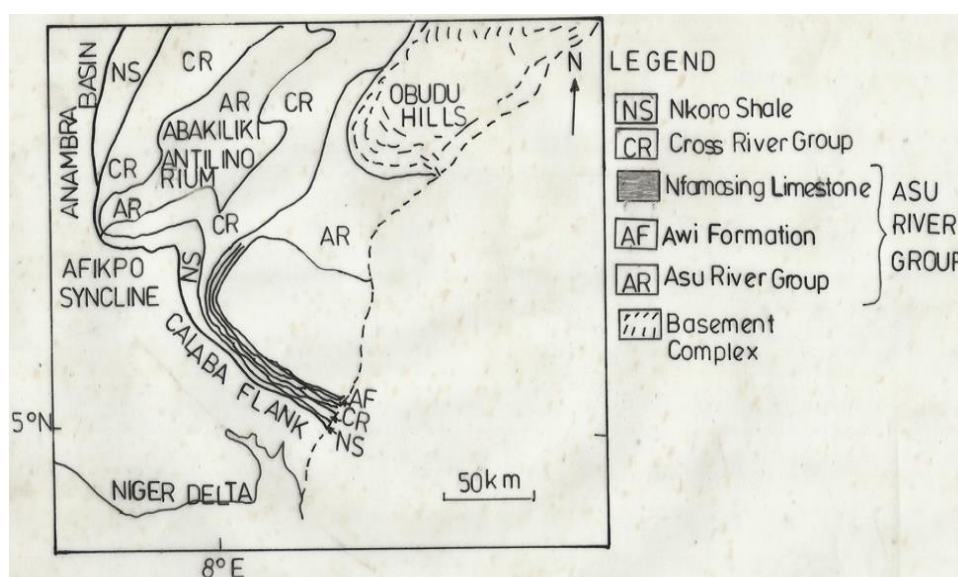 ANAMBRA BASIN
NS
CR
AR
CR
ABAKILIK
ANTILINO
RIUM
CR
AR
CR
NS
OBUDU
HILLS
N
AR
AFIKPO
SYNCLINE
CALABA FLANK
AF
CR
NS
5°N
NIGER DELTA
50km
8°E
LEGEND
NS Nkoro Shale
CR Cross River Group
Nfamosing Limestone
AF Awi Formation
AR Asu River Group
ASU
RIVER
GROUP
Basement
Complex